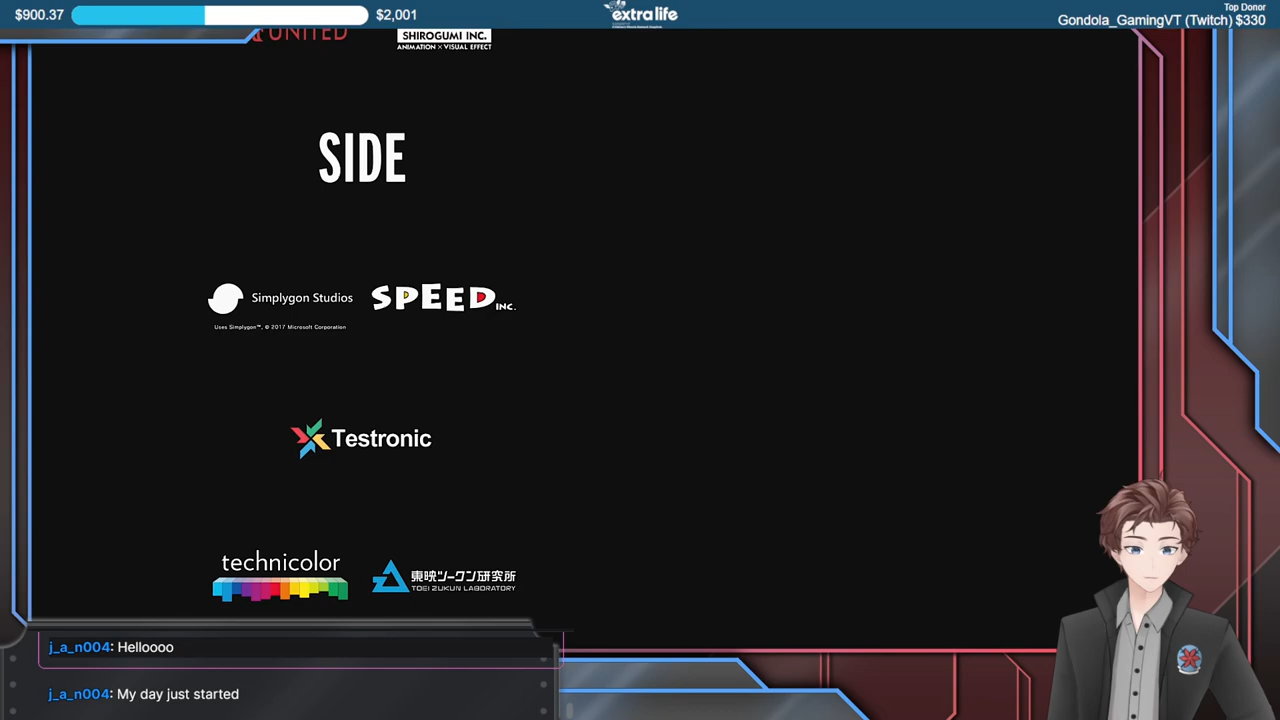 $900.37
$2,001
extra life
Top Donor
Gondola_GamingVT (Twitch) $330
UNITED
SHIROGUMI INC.
ANIMATION × VISUAL EFFECT
SIDE
Simplygon Studios
SPEED INC.
Uses Simplygon™, © 2017 Microsoft Corporation
Testronic
technicolor
東映ツークン研究所
TOEI ZUKUN LABORATORY
j_a_n004: Helloooo
j_a_n004: My day just started